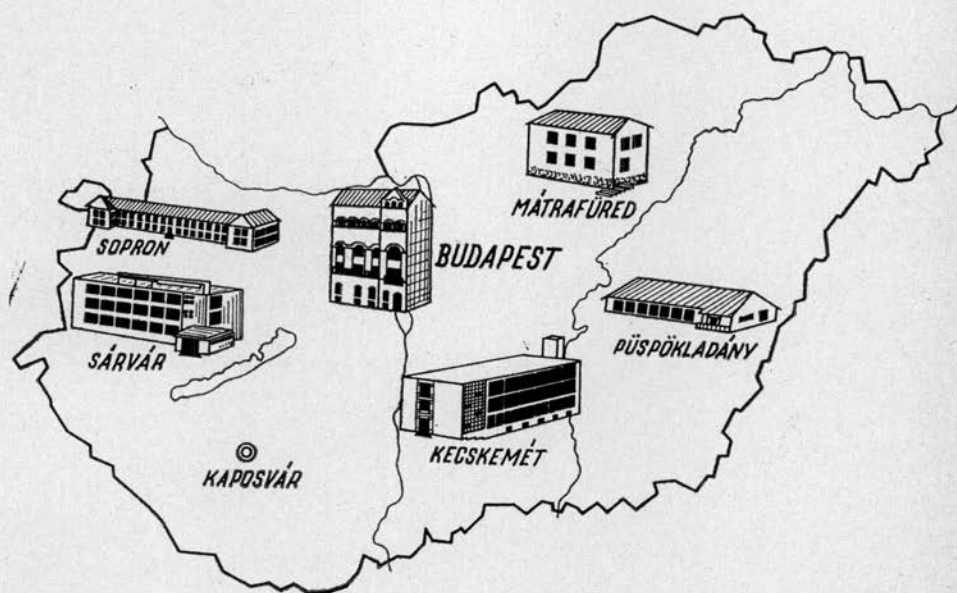 MÁTRAFÜRED
SOPRON
BUDAPEST
SÁRVÁR
PÜSPÖKLADÁNY
KECSKEMÉT
KAPOSVÁR